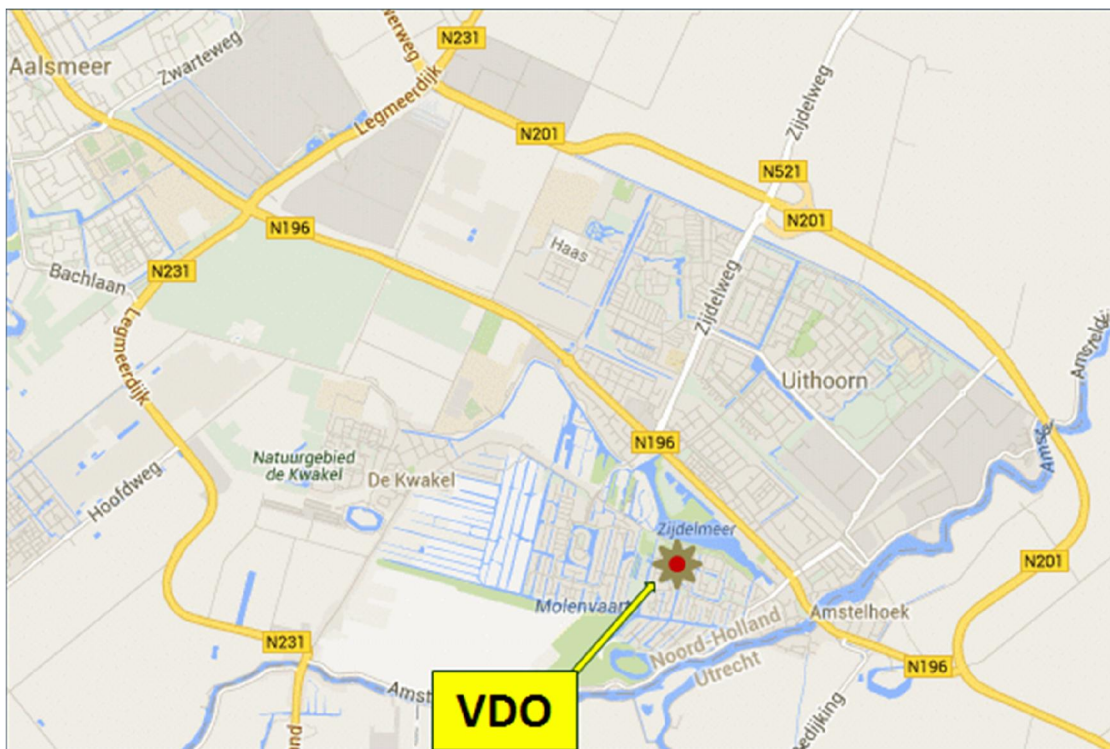 N231
Aalsmeer
Zwarteweg
Legmeerdijk
Zijdelweg
N201
N521
N201
N196
Haas
N231
Bachlaan
Zijdelweg
Legmeerdijk
Uithoorn
N196
Natuurgebied
de Kwakel
De Kwakel
Hoofdweg
Zijdelmeer
N201
Molenvaart
Amstelhoek
Noord-Holland
Utrecht
N231
N196
VDO